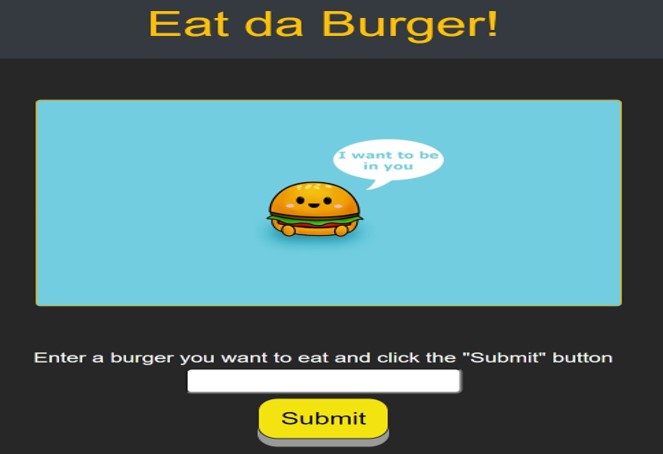 Eat da Burger!
I want to be
in you
Enter a burger you want to eat and click the "Submit" button
Submit